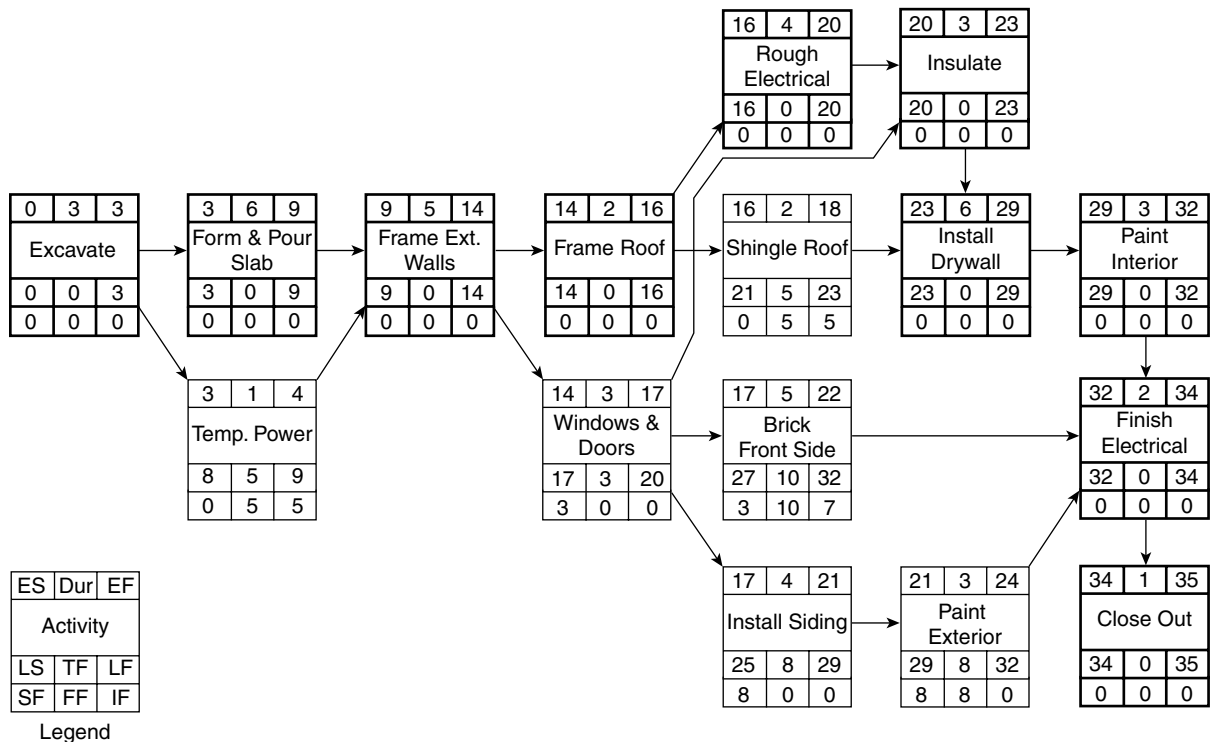 16 4 20
Rough
Electrical
16 0 20
0 0 0
20 3 23
Insulate
20 0 23
0 0 0
0 3 3
Excavate
0 0 3
0 0 0
3 6 9
Form & Pour
Slab
3 0 9
0 0 0
9 5 14
Frame Ext.
Walls
9 0 14
0 0 0
14 2 16
Frame Roof
14 0 16
0 0 0
16 2 18
Shingle Roof
21 5 23
0 5 5
23 6 29
Install
Drywall
23 0 29
0 0 0
29 3 32
Paint
Interior
29 0 32
0 0 0
3 1 4
Temp. Power
8 5 9
0 5 5
14 3 17
Windows &
Doors
17 3 20
3 0 0
17 5 22
Brick
Front Side
27 10 32
3 10 7
32 2 34
Finish
Electrical
32 0 34
0 0 0
17 4 21
Install Siding
25 8 29
8 0 0
21 3 24
Paint
Exterior
29 8 32
8 8 0
34 1 35
Close Out
34 0 35
0 0 0
ES Dur EF
Activity
LS TF LF
SF FF IF
Legend